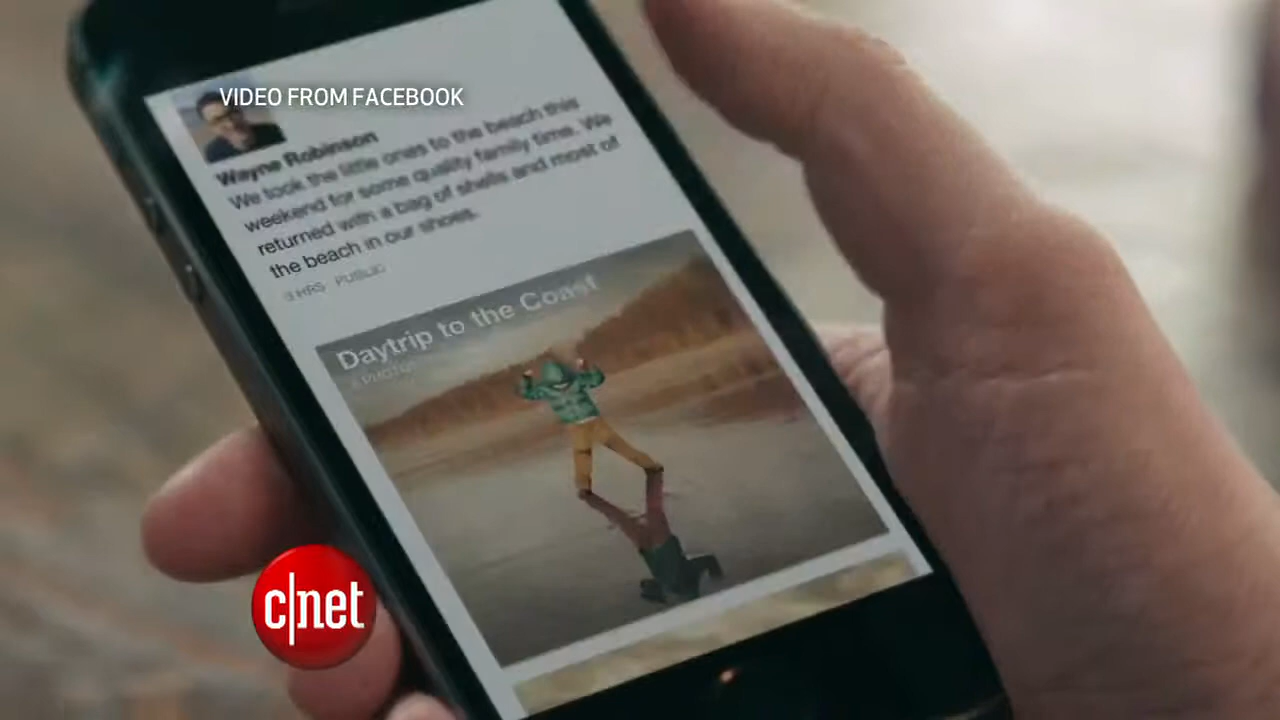 VIDEO FROM FACEBOOK
Wayne Robinson
We took the little ones to the beach this
weekend for some quality family time. We
returned with a bag of shells and most of
the beach in our shoes.
HRS PUBLIC
Daytrip to the Coast
PHOTOS
c|net